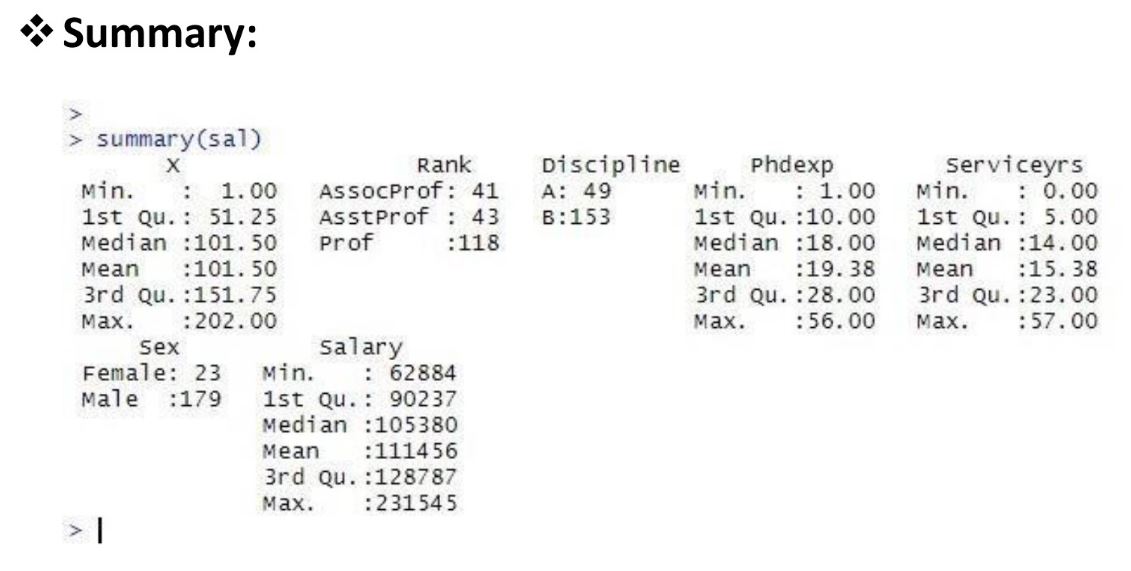 ❖ Summary:
>
> summary(sal)
X Rank Discipline Phdexp Serviceyrs
Min. : 1.00 AssocProf: 41 A: 49 Min. : 1.00 Min. : 0.00
1st Qu.: 51.25 AsstProf : 43 B:153 1st Qu.:10.00 1st Qu.: 5.00
Median :101.50 Prof :118 Median :18.00 Median :14.00
Mean :101.50 Mean :19.38 Mean :15.38
3rd Qu.:151.75 3rd Qu.:28.00 3rd Qu.:23.00
Max. :202.00 Max. :56.00 Max. :57.00
Sex Salary
Female: 23 Min. : 62884
Male :179 1st Qu.: 90237
Median :105380
Mean :111456
3rd Qu.:128787
Max. :231545
> |